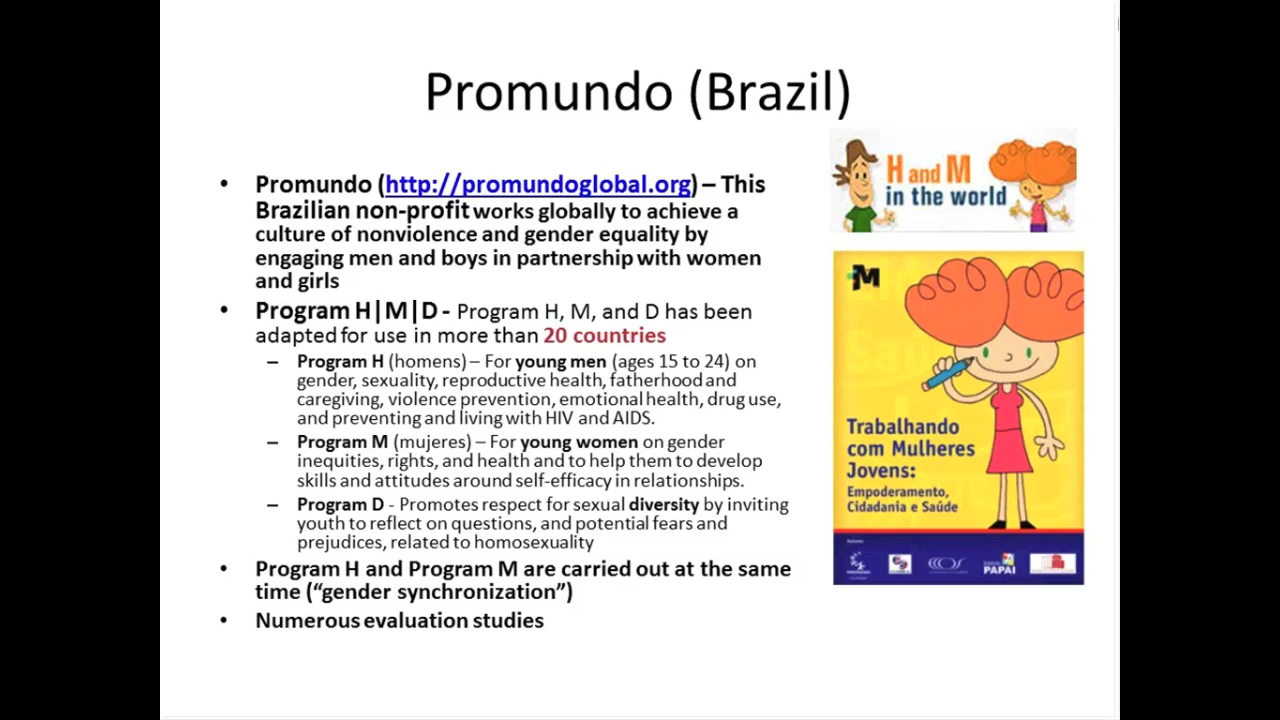 Promundo (Brazil)
• Promundo (http://promundoglobal.org) – This
Brazilian non-profit works globally to achieve a
culture of nonviolence and gender equality by
engaging men and boys in partnership with women
and girls
• Program H|M|D - Program H, M, and D has been
adapted for use in more than 20 countries
– Program H (homens) – For young men (ages 15 to 24) on
gender, sexuality, reproductive health, fatherhood and
caregiving, violence prevention, emotional health, drug use,
and preventing and living with HIV and AIDS.
– Program M (mujeres) – For young women on gender
inequities, rights, and health and to help them to develop
skills and attitudes around self-efficacy in relationships.
– Program D - Promotes respect for sexual diversity by inviting
youth to reflect on questions, and potential fears and
prejudices, related to homosexuality
• Program H and Program M are carried out at the same
time (“gender synchronization”)
• Numerous evaluation studies
H and M
in the world
M
Trabalhando
com Mulheres
Jovens:
Empoderamento,
Cidadania e Saúde
PAPAI